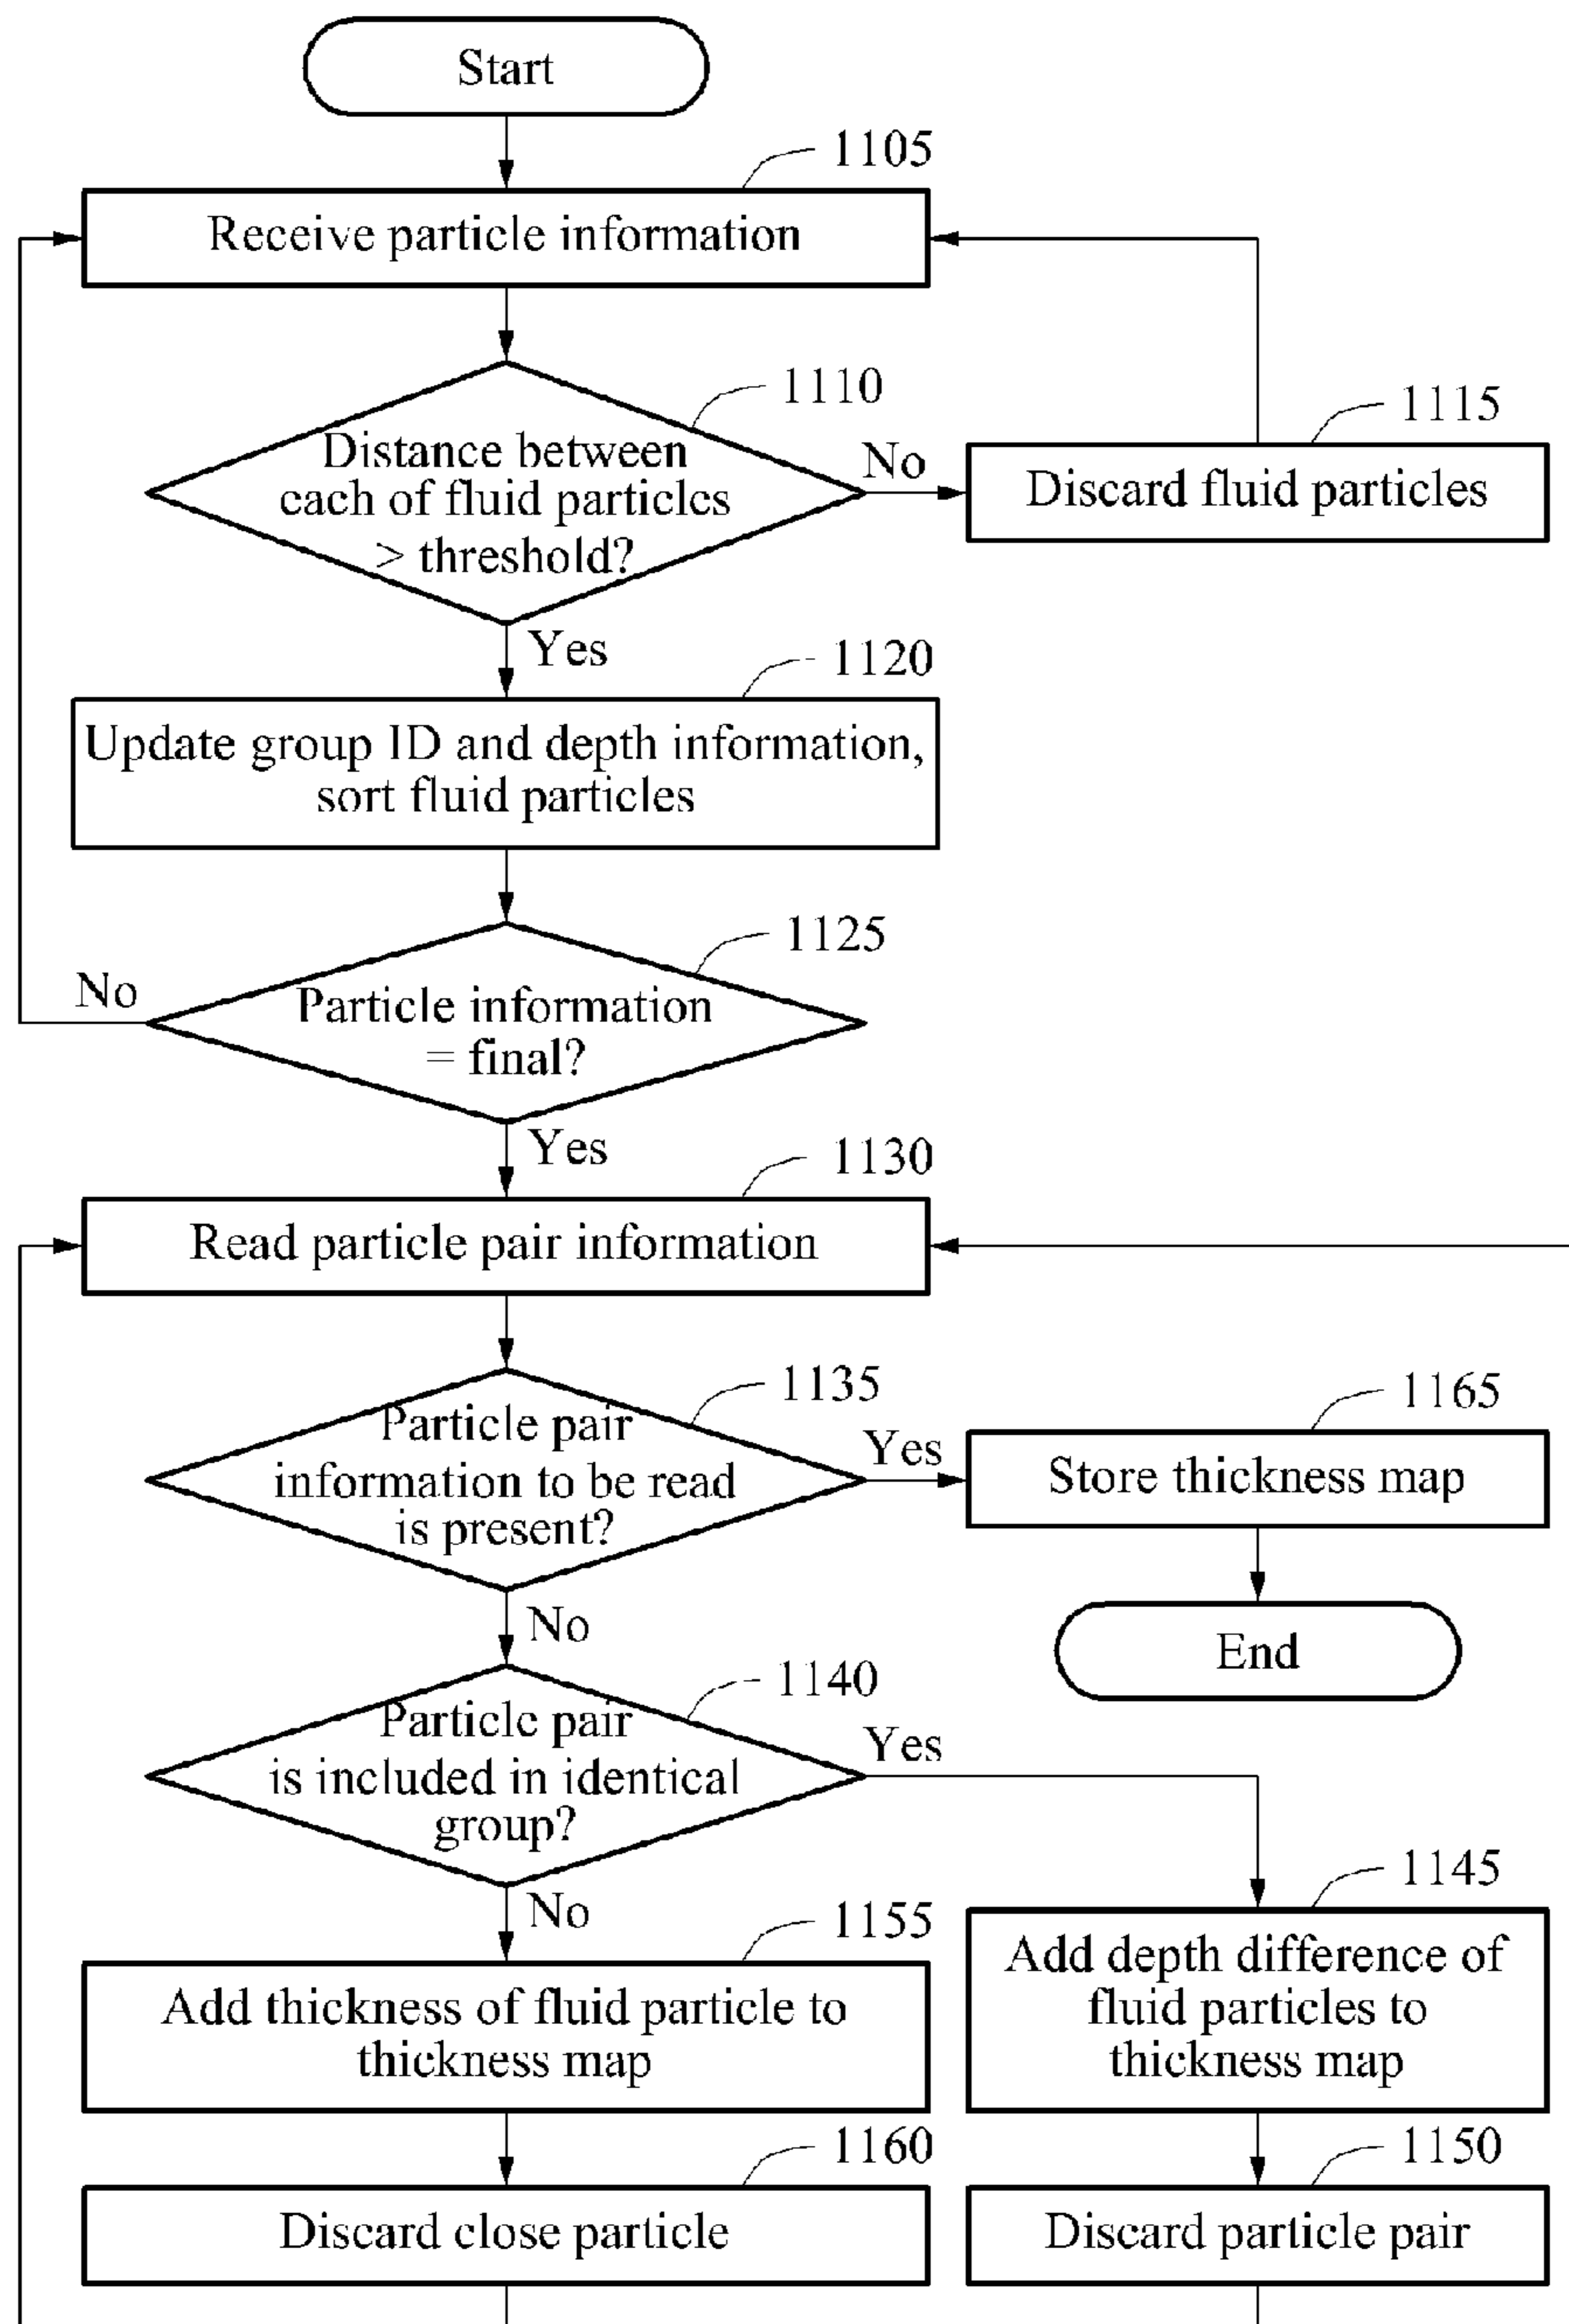 Start
1105
Receive particle information
1110
Distance between
each of fluid particles
> threshold?
No
1115
Discard fluid particles
Yes
1120
Update group ID and depth information,
sort fluid particles
1125
No
Particle information
= final?
Yes
1130
Read particle pair information
1135
Particle pair
information to be read
is present?
Yes
1165
Store thickness map
No
End
1140
Particle pair
is included in identical
group?
Yes
1145
No
1155
Add depth difference of
fluid particles to
thickness map
Add thickness of fluid particle to
thickness map
1160
Discard close particle
1150
Discard particle pair